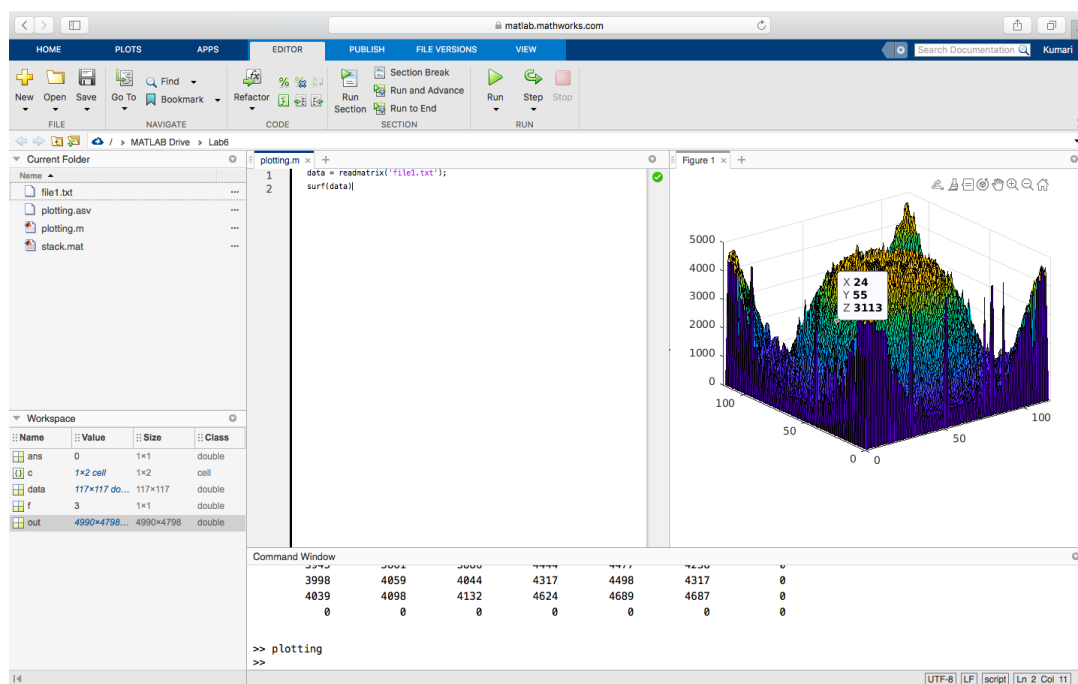 matlab.mathworks.com
HOME PLOTS APPS EDITOR PUBLISH FILE VERSIONS VIEW Search Documentation Kumari
New Open Save Go To Find Bookmark Refactor Run Section Section Break Run and Advance Run to End Run Step Stop
FILE NAVIGATE CODE SECTION RUN
/ › MATLAB Drive › Lab6
Current Folder
Name
file1.txt
plotting.asv
plotting.m
stack.mat
Workspace
Name Value Size Class
ans 0 1×1 double
c 1×2 cell 1×2 cell
data 117×117 do... 117×117 double
f 3 1×1 double
out 4990×4798... 4990×4798 double
plotting.m × +
1 data = readmatrix('file1.txt');
2 surf(data)
Figure 1 × +
X 24
Y 55
Z 3113
5000
4000
3000
2000
1000
0
100
50
0
0
50
100
Command Window
3998 4059 4044 4317 4498 4317 0
4039 4098 4132 4624 4689 4687 0
0 0 0 0 0 0 0
>> plotting
>>
UTF-8 LF script Ln 2 Col 11